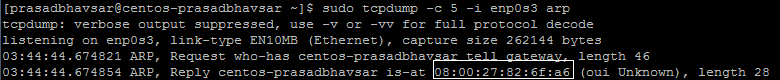 [prasadbhavsar@centos-prasadbhavsar ~]$ sudo tcpdump -c 5 -i enp0s3 arp
tcpdump: verbose output suppressed, use -v or -vv for full protocol decode
listening on enp0s3, link-type EN10MB (Ethernet), capture size 262144 bytes
03:44:44.674821 ARP, Request who-has centos-prasadbhavsar tell gateway, length 46
03:44:44.674854 ARP, Reply centos-prasadbhavsar is-at 08:00:27:82:6f:a6 (oui Unknown), length 28